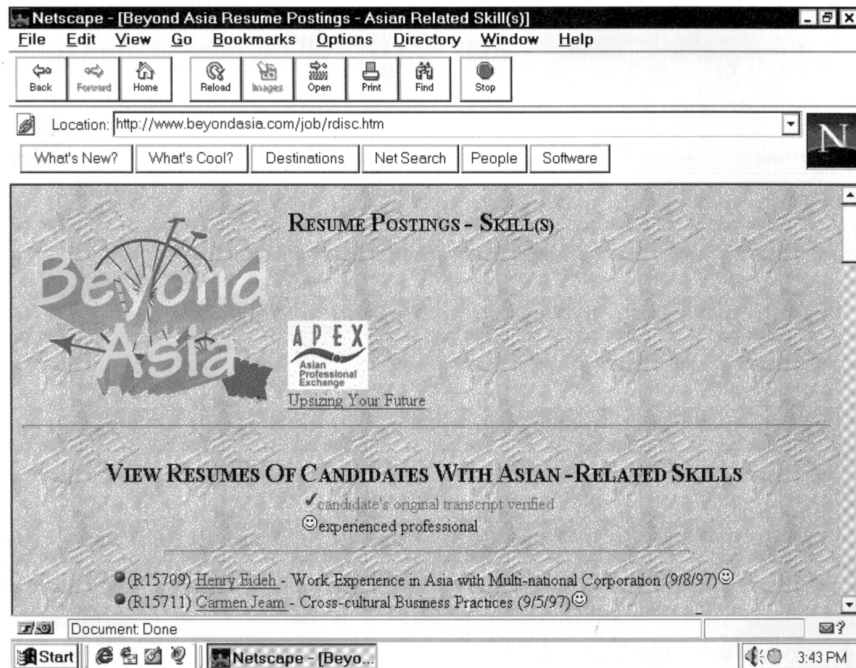 Netscape - [Beyond Asia Resume Postings - Asian Related Skill(s)]
File Edit View Go Bookmarks Options Directory Window Help
Back Forward Home Reload Images Open Print Find Stop
Location: http://www.beyondasia.com/job/rdisc.htm
N
What's New? What's Cool? Destinations Net Search People Software
RESUME POSTINGS - SKILL(S)
Beyond
Asia
APEX
Asian
Professional
Exchange
Upsizing Your Future
VIEW RESUMES OF CANDIDATES WITH ASIAN -RELATED SKILLS
candidate's original transcript verified
experienced professional
(R15709) Henry Eideh - Work Experience in Asia with Multi-national Corporation (9/8/97)
(R15711) Carmen Jeam - Cross-cultural Business Practices (9/5/97)
Document: Done
Start Netscape - [Beyo... 3:43 PM